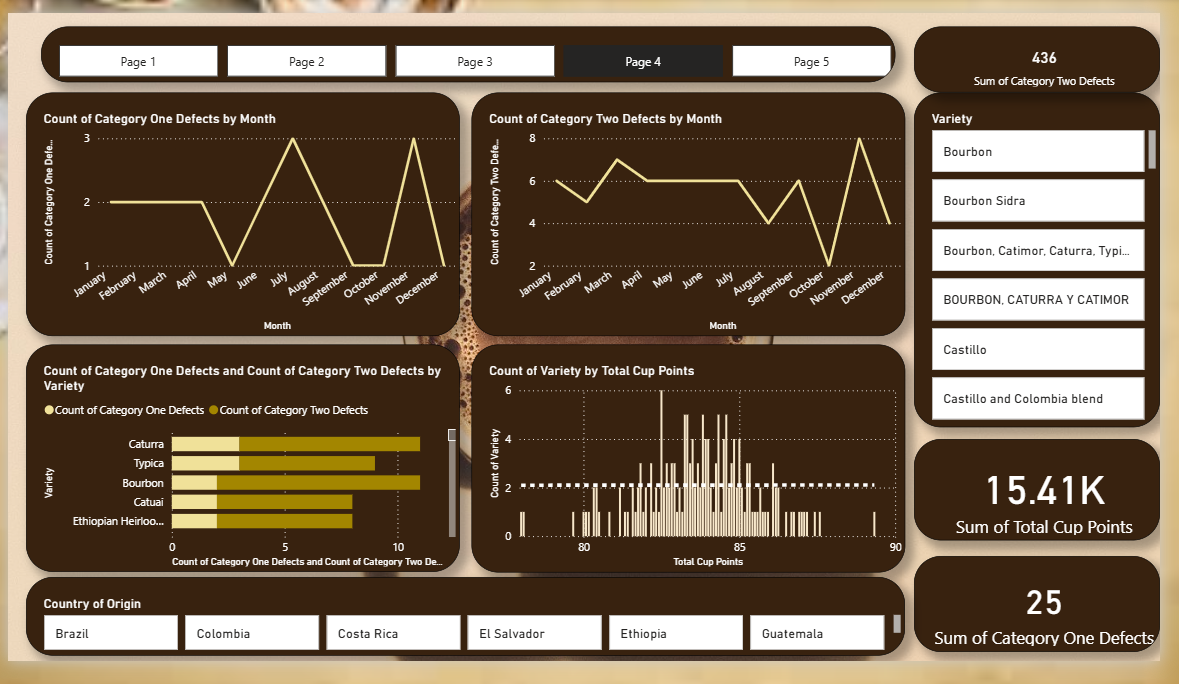 Page 1
Page 2
Page 3
Page 4
Page 5
436
Sum of Category Two Defects
Count of Category One Defects by Month
Count of Category One Defe...
3
2
1
January
February
March
April
May
June
July
August
September
October
November
December
Month
Count of Category Two Defects by Month
Count of Category Two Defe...
8
6
4
2
January
February
March
April
May
June
July
August
September
October
November
December
Month
Variety
Bourbon
Bourbon Sidra
Bourbon, Catimor, Caturra, Typi...
BOURBON, CATURRA Y CATIMOR
Castillo
Castillo and Colombia blend
Count of Category One Defects and Count of Category Two Defects by
Variety
Count of Category One Defects
Count of Category Two Defects
Variety
Caturra
Typica
Bourbon
Catuai
Ethiopian Heirloo...
0
5
10
Count of Category One Defects and Count of Category Two De...
Count of Variety by Total Cup Points
Count of Variety
6
4
2
0
80
85
90
Total Cup Points
15.41K
Sum of Total Cup Points
25
Sum of Category One Defects
Country of Origin
Brazil
Colombia
Costa Rica
El Salvador
Ethiopia
Guatemala